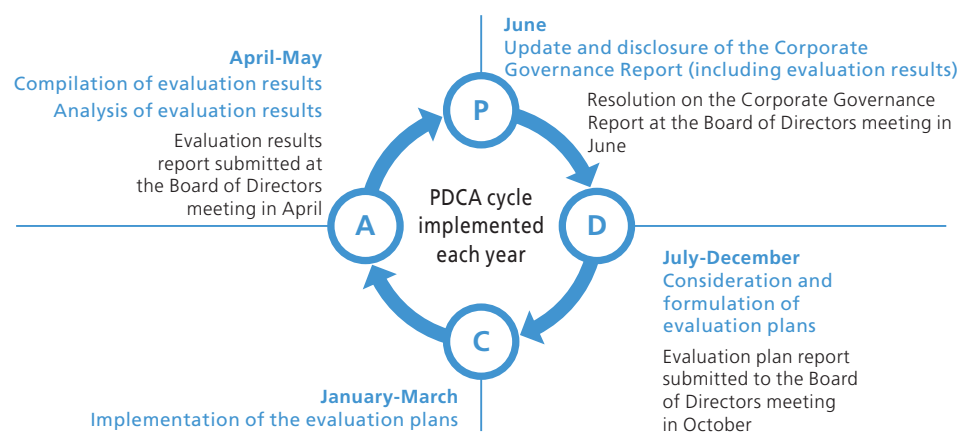 June
Update and disclosure of the Corporate
Governance Report (including evaluation results)
Resolution on the Corporate Governance
Report at the Board of Directors meeting in
June
April-May
Compilation of evaluation results
Analysis of evaluation results
Evaluation results
report submitted at
the Board of Directors
meeting in April
P
A
PDCA cycle
implemented
each year
D
C
July-December
Consideration and
formulation of
evaluation plans
Evaluation plan report
submitted to the Board
of Directors meeting
in October
January-March
Implementation of the evaluation plans